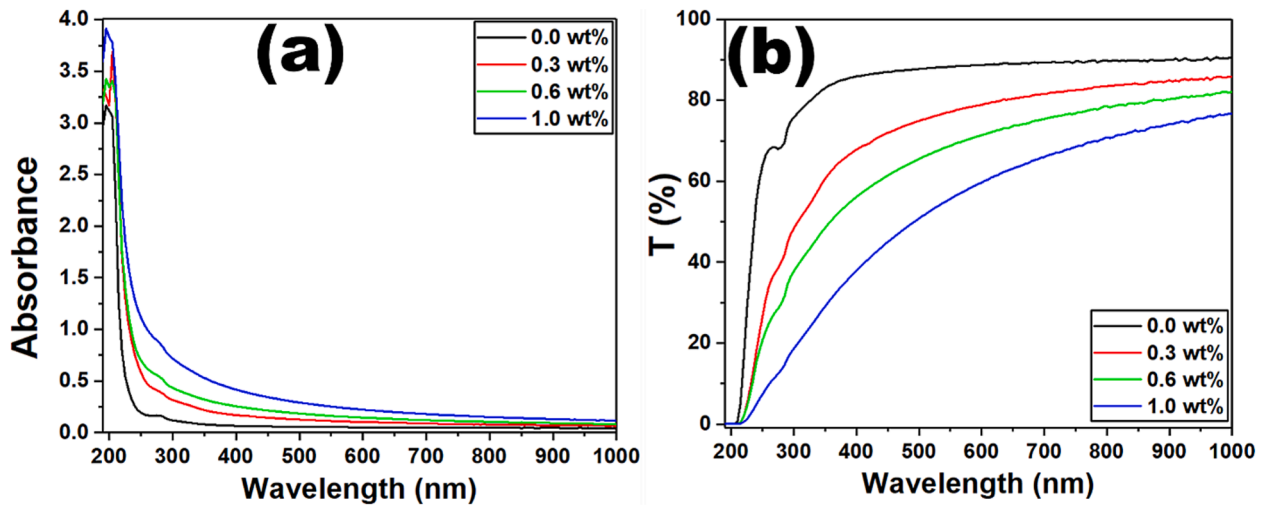 (a)
0.0 wt%
0.3 wt%
0.6 wt%
1.0 wt%
4.0
3.5
3.0
2.5
2.0
1.5
1.0
0.5
0.0
Absorbance
200 300 400 500 600 700 800 900 1000
Wavelength (nm)
(b)
100
80
60
40
20
0
T (%)
0.0 wt%
0.3 wt%
0.6 wt%
1.0 wt%
200 300 400 500 600 700 800 900 1000
Wavelength (nm)